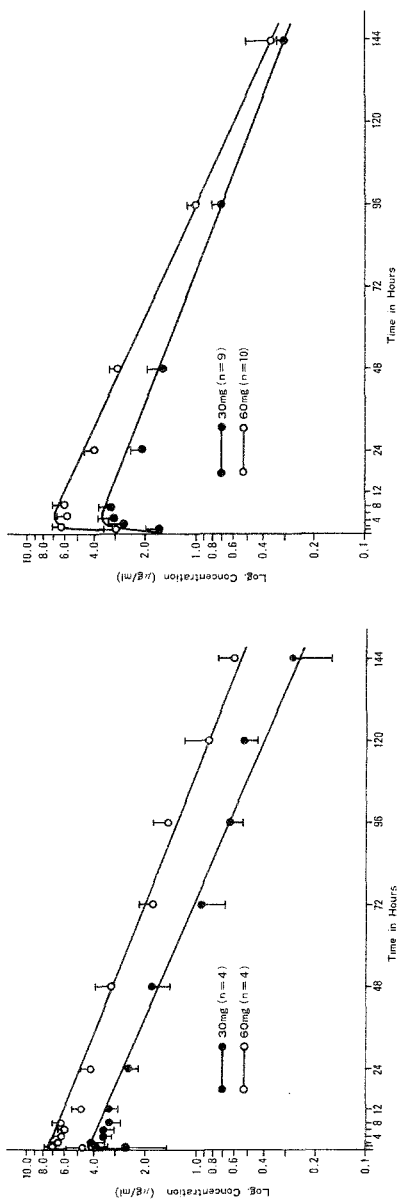 Log. Concentration (µg/ml)
10.0
8.0
6.0
4.0
2.0
1.0
0.8
0.6
0.4
0.2
0.1
30mg (n=4)
60mg (n=4)
4 8 12 24 48 72 96 120 144
Time in Hours
Log. Concentration (µg/ml)
10.0
8.0
6.0
4.0
2.0
1.0
0.8
0.6
0.4
0.2
0.1
30mg (n=9)
60mg (n=10)
4 8 12 24 48 72 96 120 144
Time in Hours